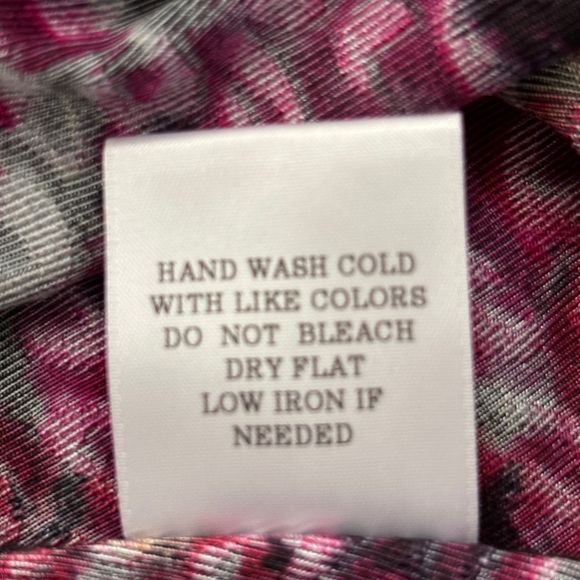 HAND WASH COLD
WITH LIKE COLORS
DO NOT BLEACH
DRY FLAT
LOW IRON IF
NEEDED